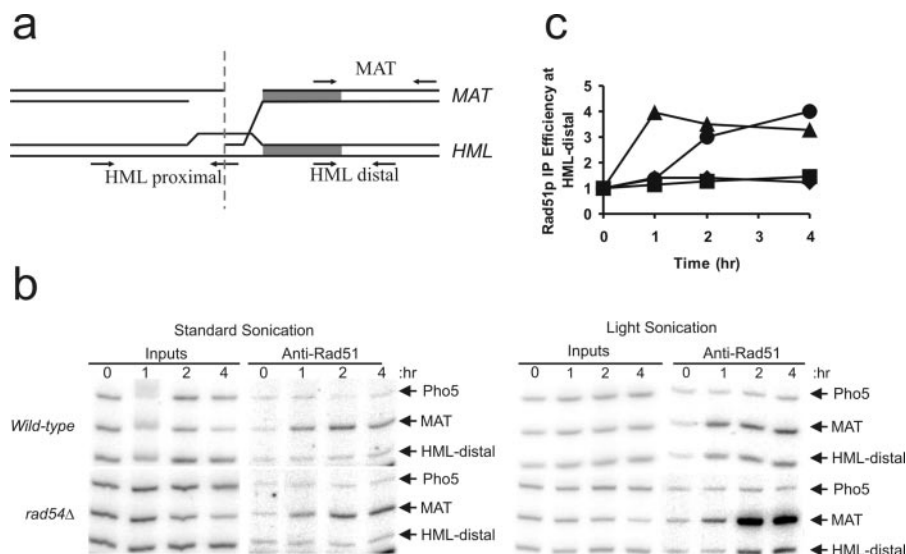 a
MAT
MAT
HML
HML proximal
HML distal
c
Rad51p IP Efficiency at
HML-distal
5
4
3
2
1
0
0 1 2 3 4
Time (hr)
b
Standard Sonication
Inputs Anti-Rad51
0 1 2 4 0 1 2 4 :hr
Wild-type
Pho5
MAT
HML-distal
rad54Δ
Pho5
MAT
HML-distal
Light Sonication
Inputs Anti-Rad51
0 1 2 4 0 1 2 4 :hr
Pho5
MAT
HML-distal
Pho5
MAT
HML-distal